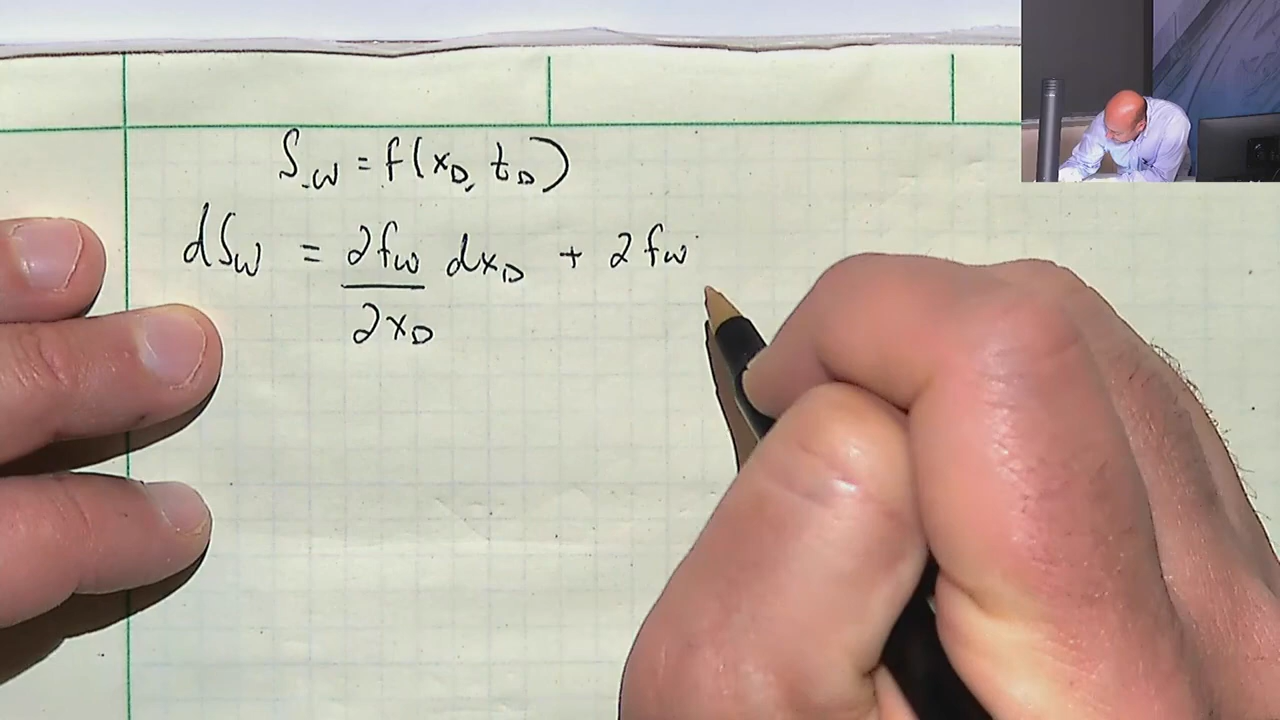 S_w = f(x_D, t_D)
dS_w = ∂f_w/∂x_D dx_D + ∂f_w